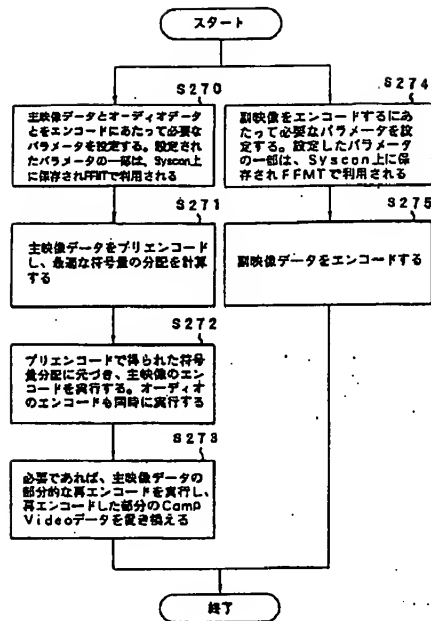 スタート
S270
主映像データとオーディオデータ
とをエンコードにあたって必要な
パラメータを設定する。設定され
たパラメータの一部は、Syscon上
に保存されFFMTで利用される
S271
主映像データをプリエンコード
し、最適な符号量の分配を計算
する
S272
プリエンコードで得られた符号
量分配に元づき、主映像のエン
コードを実行する。オーディオ
のエンコードも同時に実行する
S273
必要であれば、主映像データの
部分的な再エンコードを実行し、
再エンコードした部分のComp
Videoデータを置き換える
S274
副映像をエンコードするにあ
たって必要なパラメータを設
定する。設定したパラメータ
の一部は、Syscon上に保
存されFFMTで利用される
S275
副映像データをエンコードする
終了